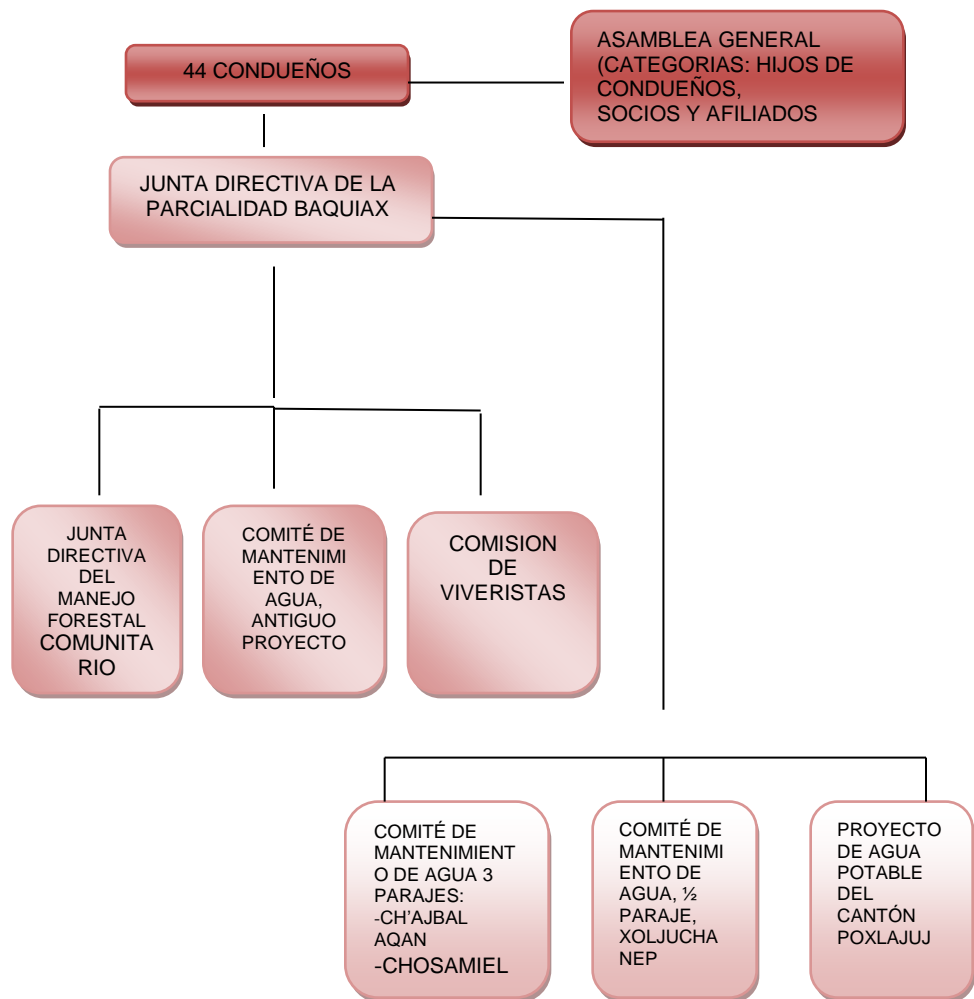 44 CONDUEÑOS
ASAMBLEA GENERAL
(CATEGORIAS: HIJOS DE
CONDUEÑOS,
SOCIOS Y AFILIADOS
JUNTA DIRECTIVA DE LA
PARCIALIDAD BAQUIAX
JUNTA
DIRECTIVA
DEL
MANEJO
FORESTAL
COMUNITA
RIO
COMITÉ DE
MANTENIMI
ENTO DE
AGUA,
ANTIGUO
PROYECTO
COMISION
DE
VIVERISTAS
COMITÉ DE
MANTENIMIENT
O DE AGUA 3
PARAJES:
-CH'AJBAL
AQAN
-CHOSAMIEL
COMITÉ DE
MANTENIMI
ENTO DE
AGUA, ½
PARAJE,
XOLJUCHA
NEP
PROYECTO
DE AGUA
POTABLE
DEL
CANTÓN
POXLAJUJ